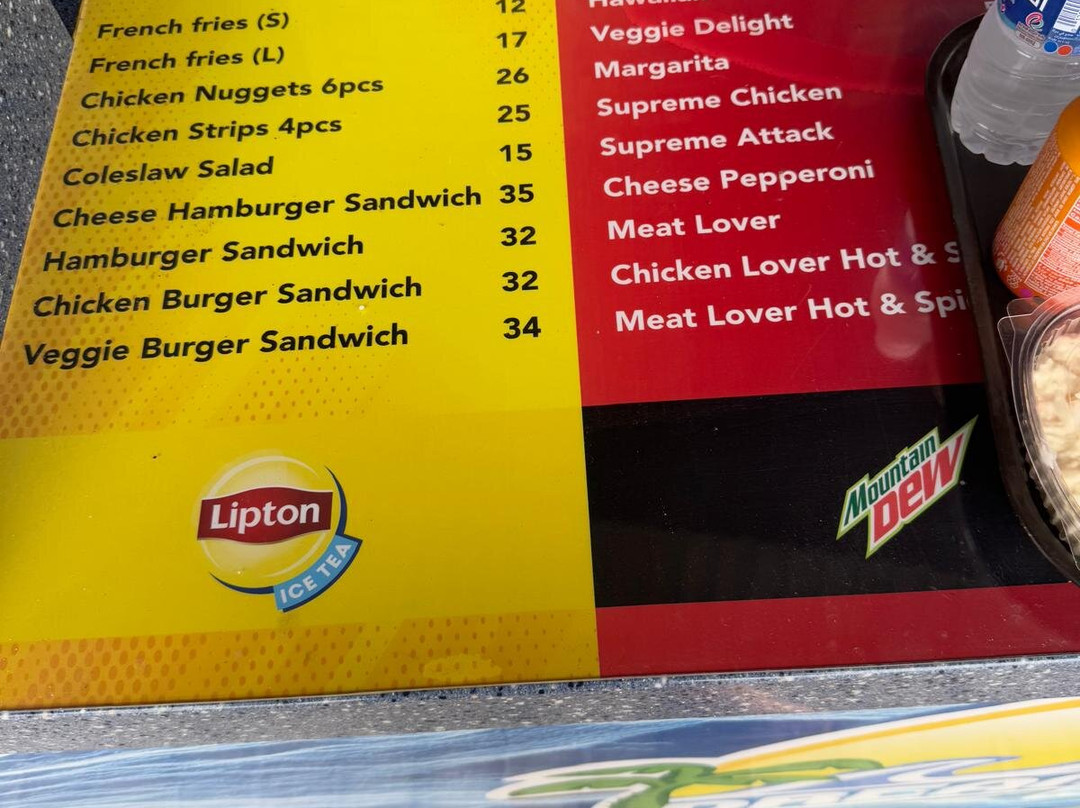 French fries (S) 12
French fries (L) 17
Chicken Nuggets 6pcs 26
Chicken Strips 4pcs 25
Coleslaw Salad 15
Cheese Hamburger Sandwich 35
Hamburger Sandwich 32
Chicken Burger Sandwich 32
Veggie Burger Sandwich 34
Lipton
ICE TEA
Veggie Delight
Margarita
Supreme Chicken
Supreme Attack
Cheese Pepperoni
Meat Lover
Chicken Lover Hot & S
Meat Lover Hot & Spi
Mountain
DEW